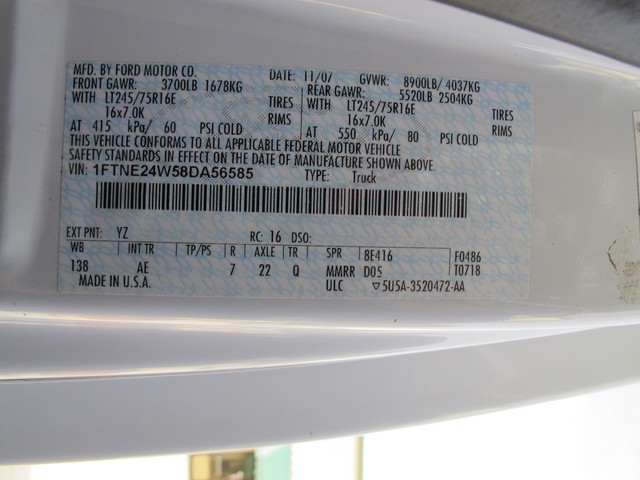 MFD. BY FORD MOTOR CO. DATE: 11/07 GVWR: 8900LB/ 4037KG
FRONT GAWR: 3700LB 1678KG REAR GAWR: 5520LB 2504KG
WITH LT245/75R16E TIRES WITH LT245/75R16E TIRES
16x7.0K RIMS 16x7.0K RIMS
AT 415 kPa/ 60 PSI COLD AT 550 kPa/ 80 PSI COLD
THIS VEHICLE CONFORMS TO ALL APPLICABLE FEDERAL MOTOR VEHICLE
SAFETY STANDARDS IN EFFECT ON THE DATE OF MANUFACTURE SHOWN ABOVE.
VIN: 1FTNE24W58DA56585 TYPE: Truck
EXT PNT: YZ RC: 16 DSO:
WB INT TR TP/PS R AXLE TR SPR 8E416 F0486
138 AE 7 22 Q MMRR D05 T0718
MADE IN U.S.A. ULC ▽5U5A-3520472-AA